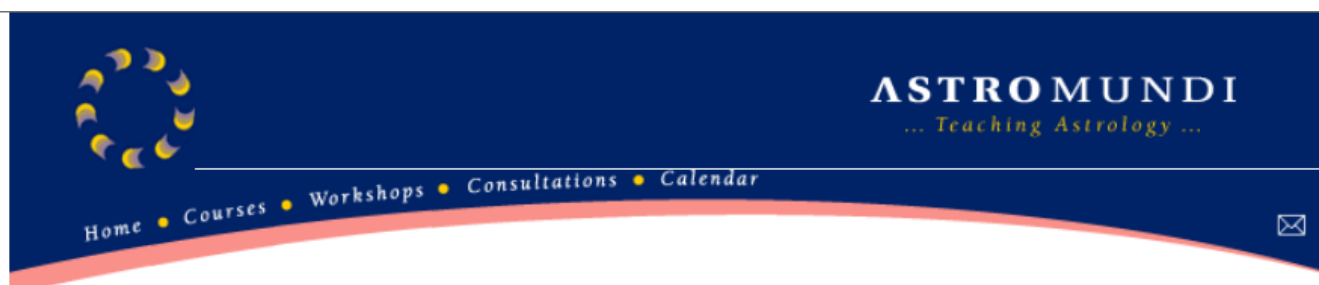 ASTROMUNDI
... Teaching Astrology ...
Home • Courses • Workshops • Consultations • Calendar